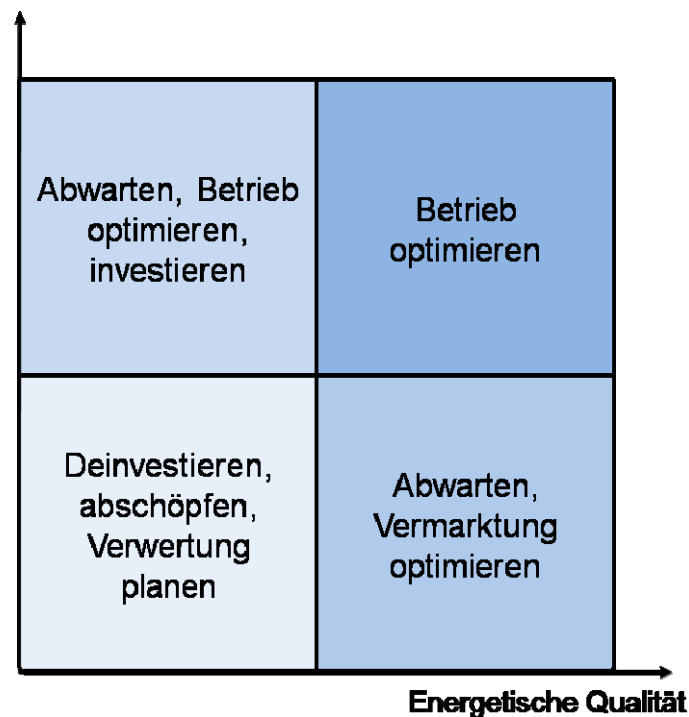 Abwarten, Betrieb
optimieren,
investieren
Betrieb
optimieren
Deinvestieren,
abschöpfen,
Verwertung
planen
Abwarten,
Vermarktung
optimieren
Energetische Qualität